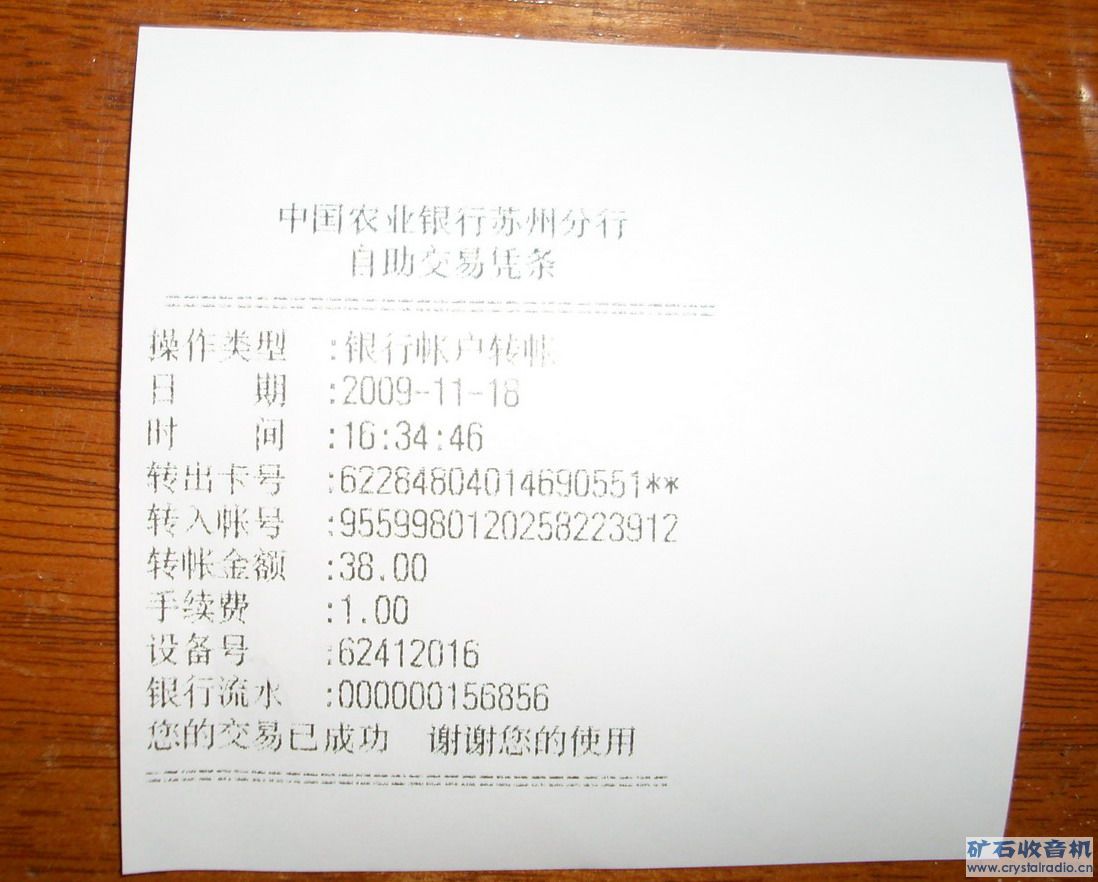 中国农业银行苏州分行
自助交易凭条
操作类型 :银行帐户转帐
日 期 :2009-11-18
时 间 :16:34:46
转出卡号 :62284804014690551**
转入帐号 :9559980120258223912
转帐金额 :38.00
手续费 :1.00
设备号 :62412016
银行流水 :000000156856
您的交易已成功 谢谢您的使用
矿石收音机
www.crystalradio.cn